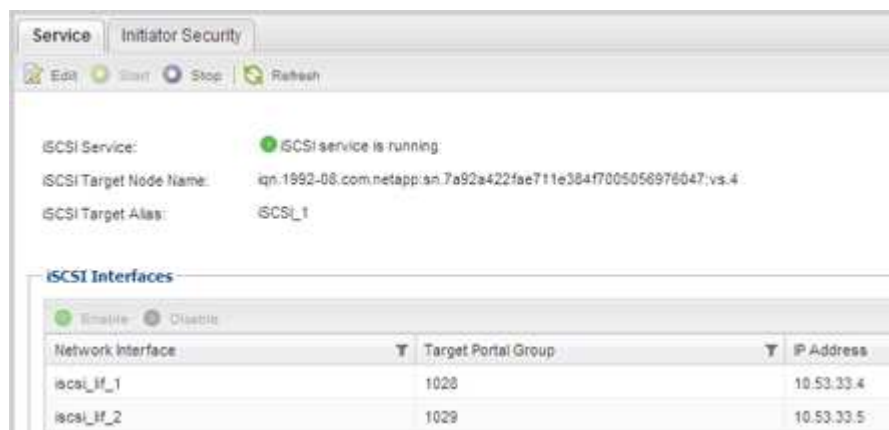 Service Initiator Security
Edit Start Stop Refresh
iSCSI Service: iSCSI service is running
iSCSI Target Node Name: iqn.1992-08.com.netapp:sn.7a92a422fae711e384f7005056976047:vs.4
iSCSI Target Alias: iSCSI_1
iSCSI Interfaces
Enable Disable
Network Interface Target Portal Group IP Address
iscsi_lif_1 1028 10.53.33.4
iscsi_lif_2 1029 10.53.33.5